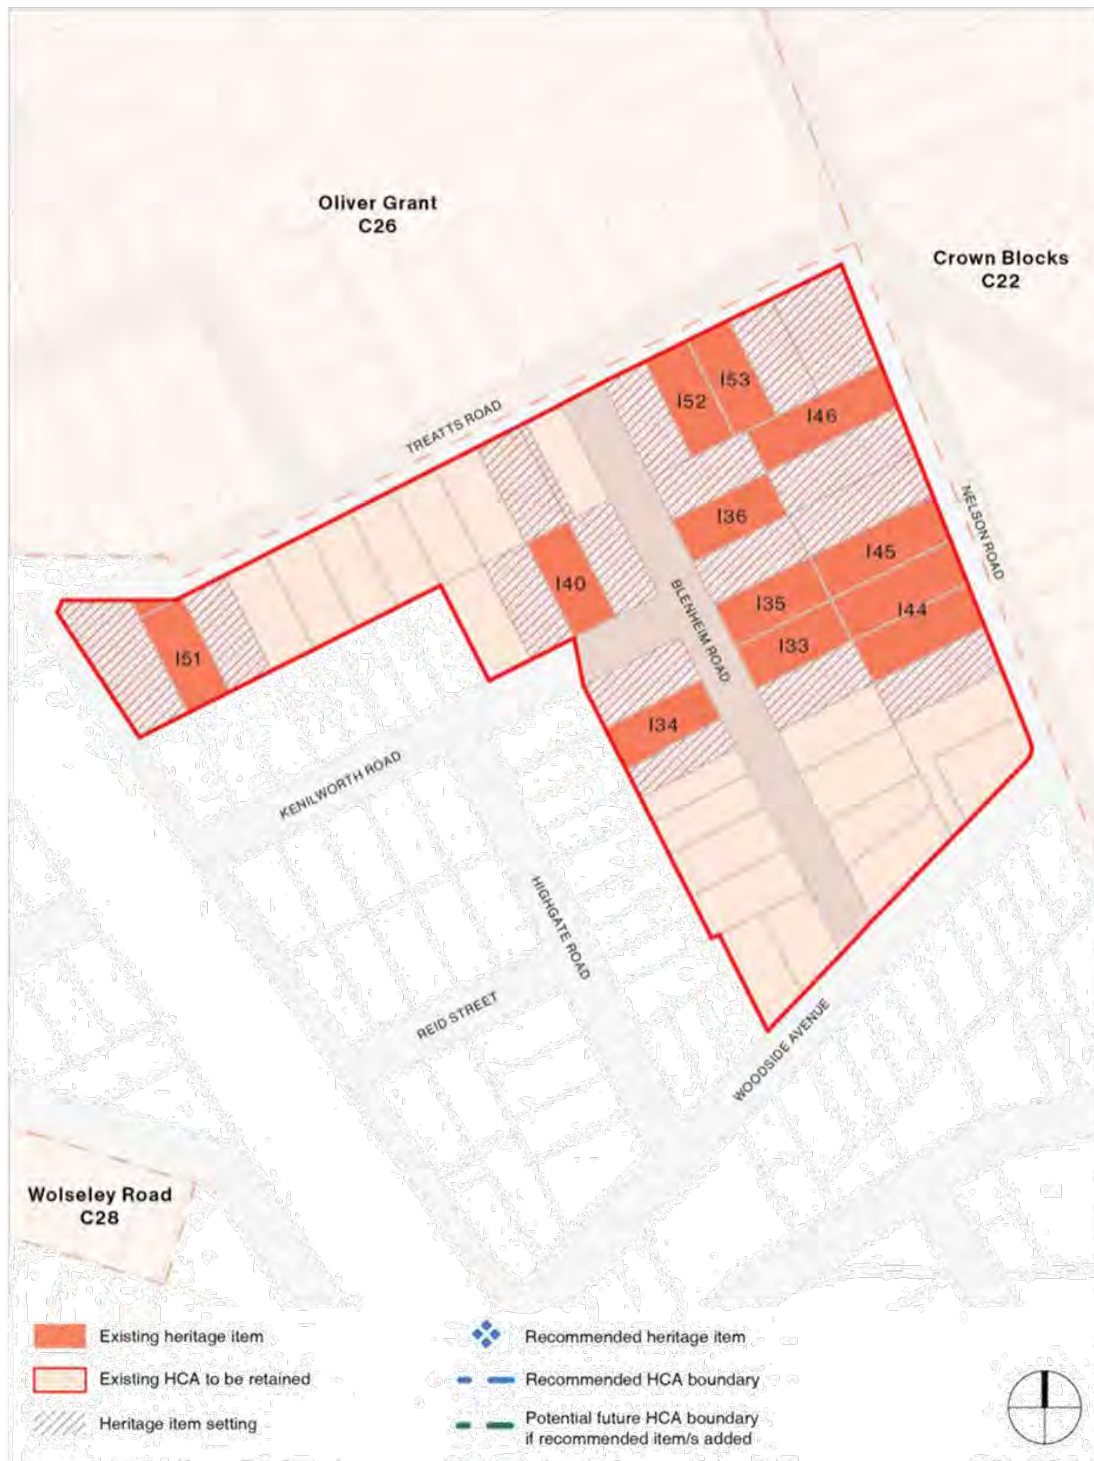 Oliver Grant
C26
Crown Blocks
C22
TREATTS ROAD
I53
I52
I46
NELSON ROAD
I36
I45
I40
I35
I44
BLENHEIM ROAD
I33
I51
I34
KENILWORTH ROAD
HIGHGATE ROAD
REID STREET
WOODSIDE AVENUE
Wolseley Road
C28
Existing heritage item
Existing HCA to be retained
Heritage item setting
Recommended heritage item
Recommended HCA boundary
Potential future HCA boundary
if recommended item/s added